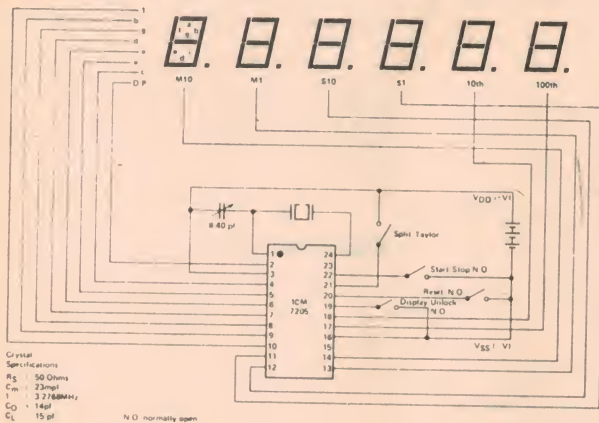 f
b
g
d
a
e
c
D P
a
f b
g
e c
d
M10 M1 S10 S1 10th 100th
VDD (+V)
8 40 pf
Split Taylor
Start Stop N O
Reset N O
Display Unlock
N O
VSS (-V)
1 24
2 23
3 22
4 21
5 20
6 19
7 18
8 17
9 16
10 15
11 14
12 13
ICM
7205
Crystal
Specifications
RS 50 Ohms
Cm 23mpf
f 3 2768MHz
CO 14pf
CL 15 pf
N O normally open